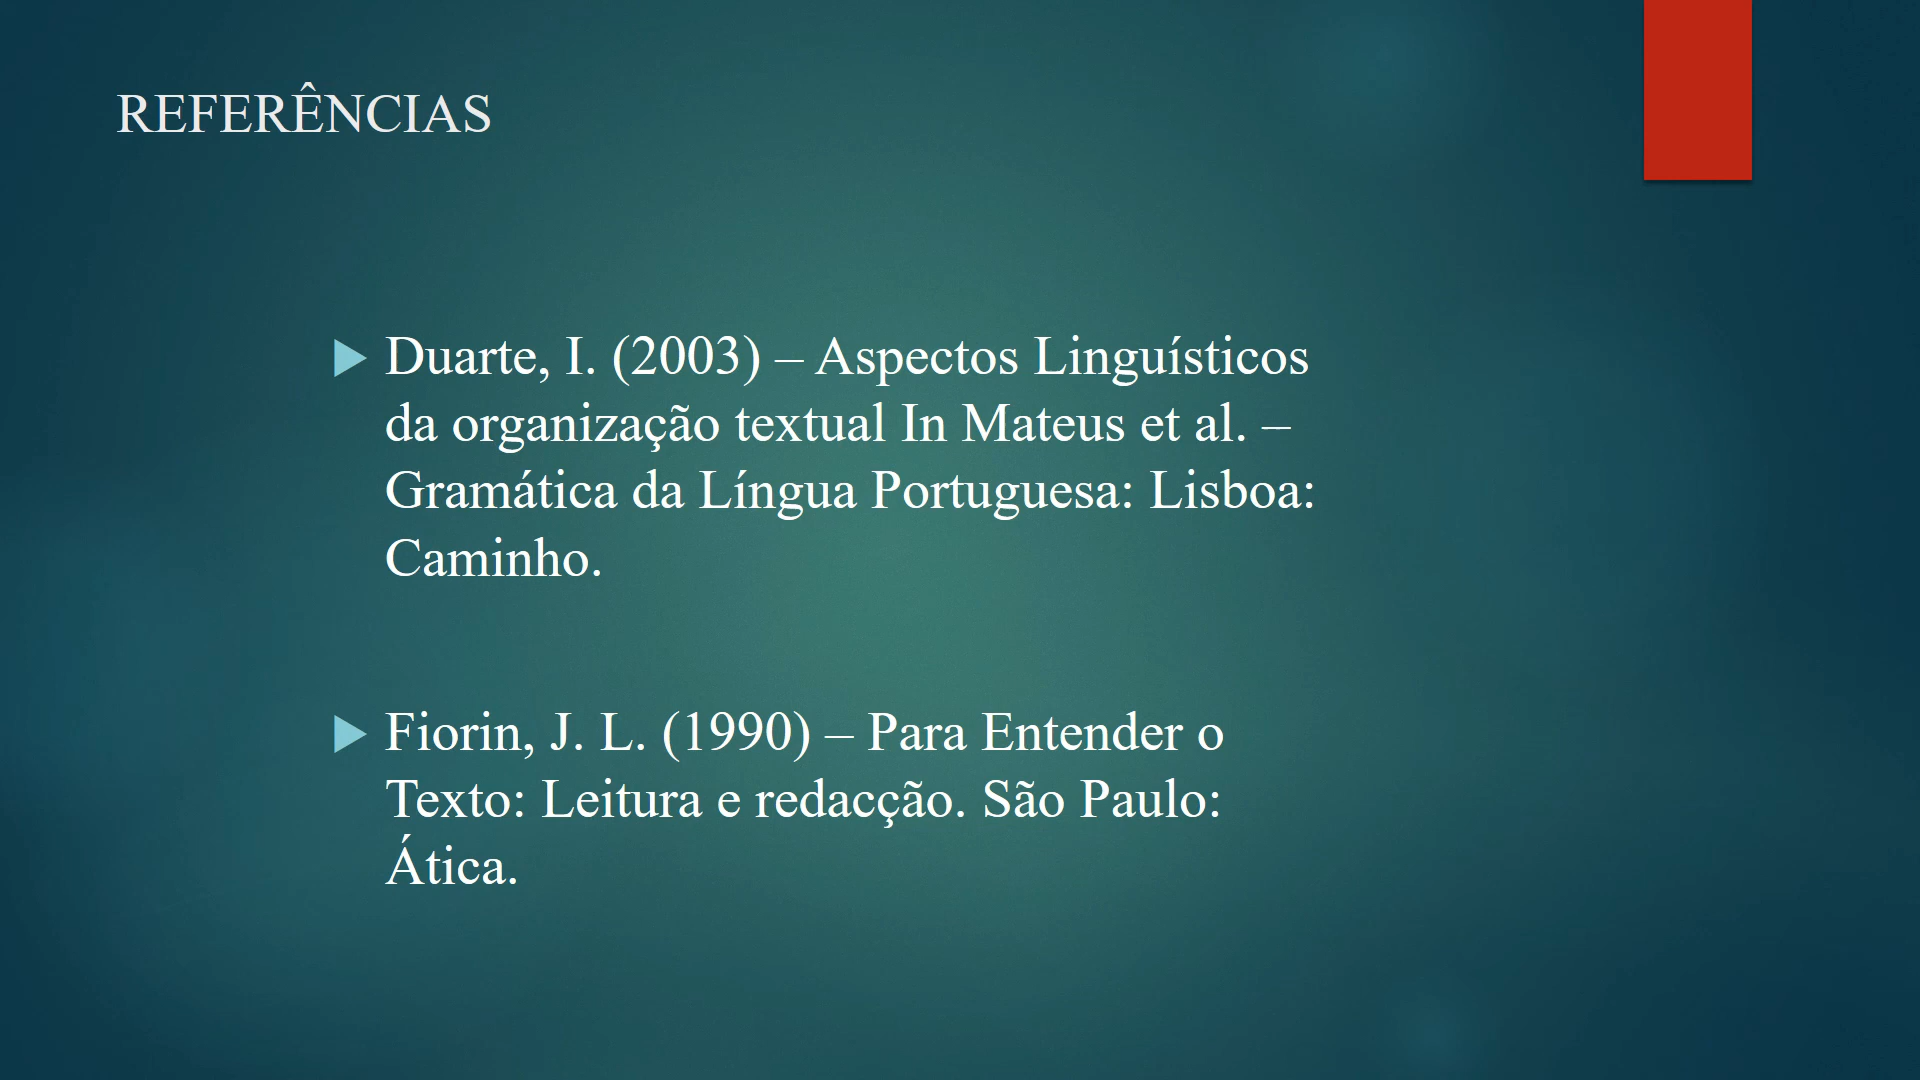 REFERÊNCIAS
Duarte, I. (2003) – Aspectos Linguísticos
da organização textual In Mateus et al. –
Gramática da Língua Portuguesa: Lisboa:
Caminho.
Fiorin, J. L. (1990) – Para Entender o
Texto: Leitura e redacção. São Paulo:
Ática.